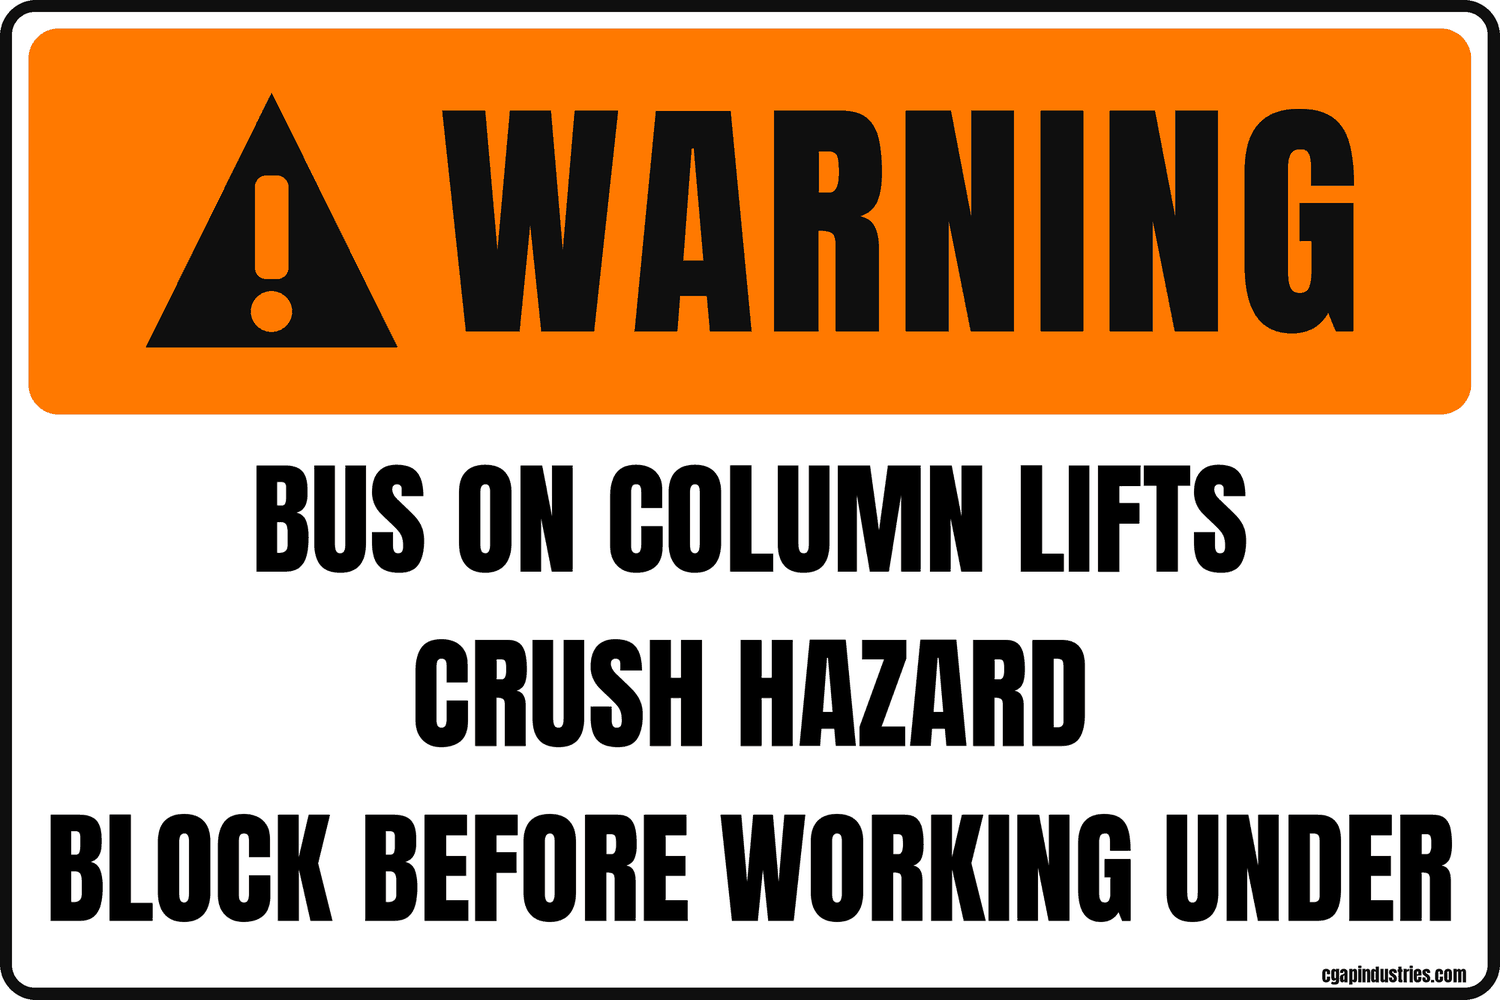 WARNING
BUS ON COLUMN LIFTS
CRUSH HAZARD
BLOCK BEFORE WORKING UNDER
cgapindustries.com